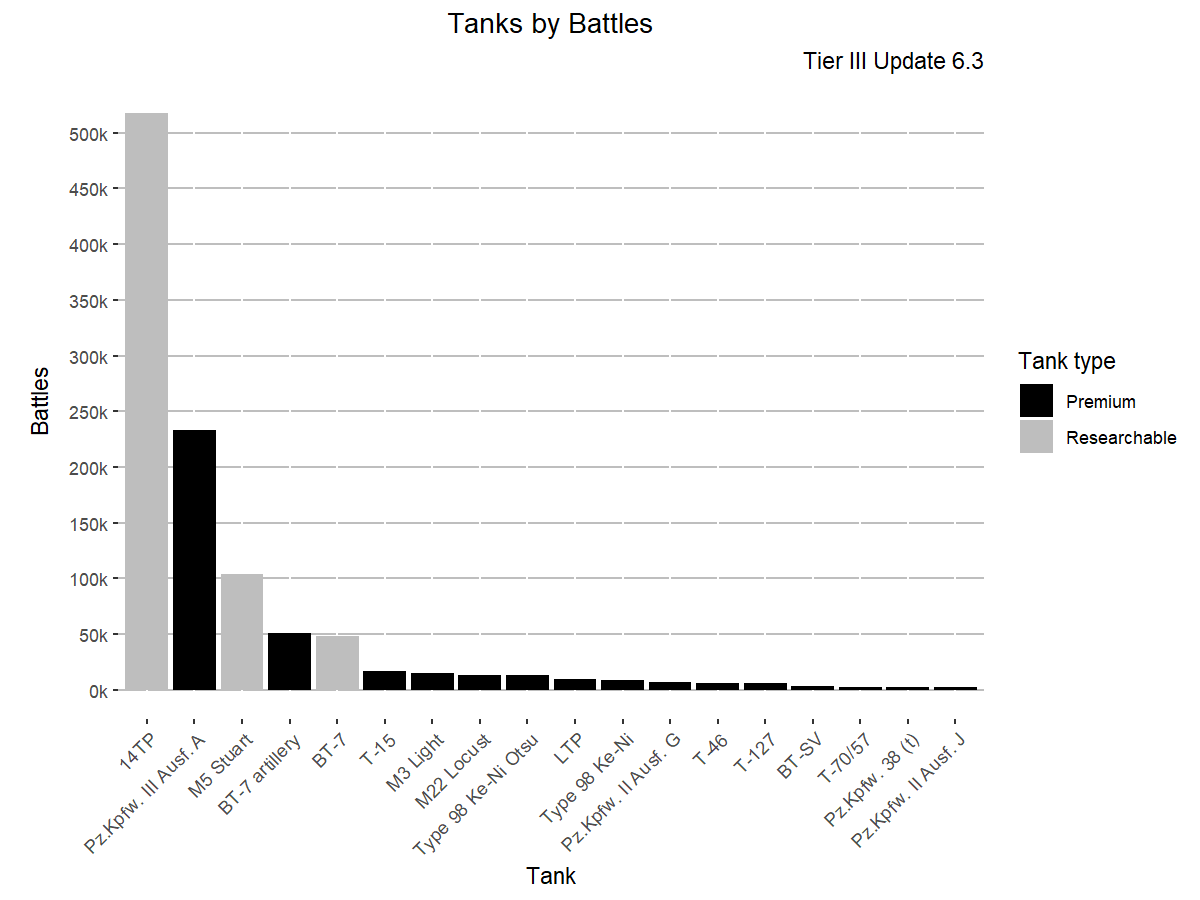 Tanks by Battles
Tier III Update 6.3
Battles
500k
450k
400k
350k
300k
250k
200k
150k
100k
50k
0k
14TP
Pz.Kpfw. III Ausf. A
M5 Stuart
BT-7 artillery
BT-7
T-15
M3 Light
M22 Locust
Type 98 Ke-Ni Otsu
LTP
Type 98 Ke-Ni
Pz.Kpfw. II Ausf. G
T-46
T-127
BT-SV
T-70/57
Pz.Kpfw. 38 (t)
Pz.Kpfw. II Ausf. J
Tank
Tank type
Premium
Researchable